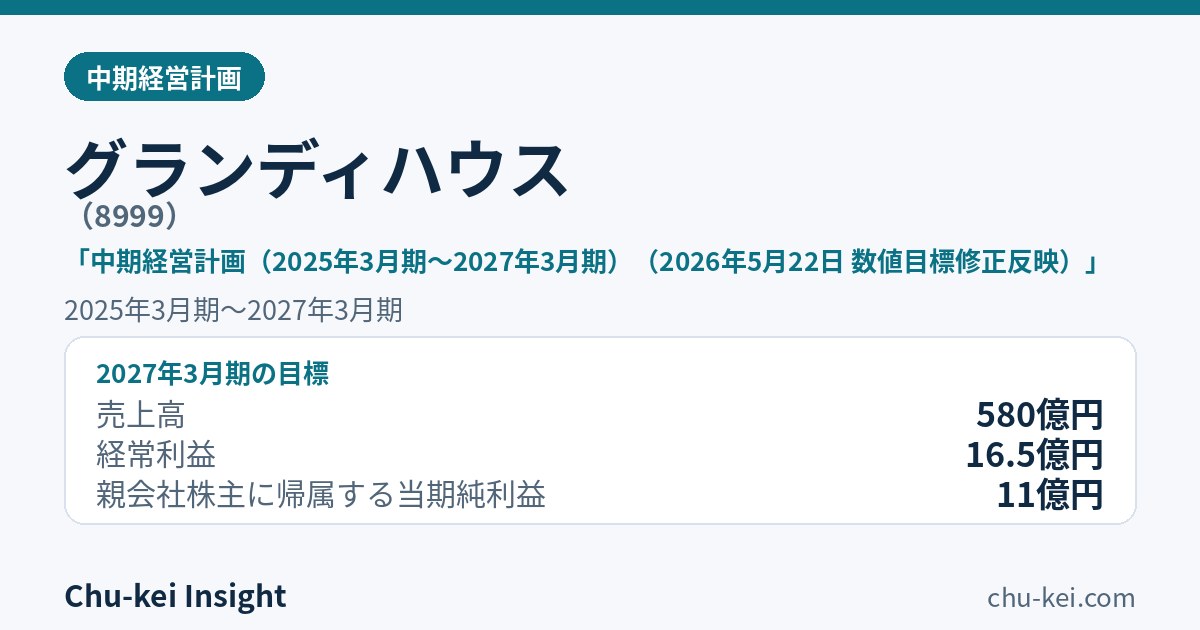 中期経営計画
グランディハウス
（8999）
「中期経営計画（2025年3月期〜2027年3月期）（2026年5月22日 数値目標修正反映）」
2025年3月期〜2027年3月期
2027年3月期の目標
売上高 580億円
経常利益 16.5億円
親会社株主に帰属する当期純利益 11億円
Chu-kei Insight chu-kei.com